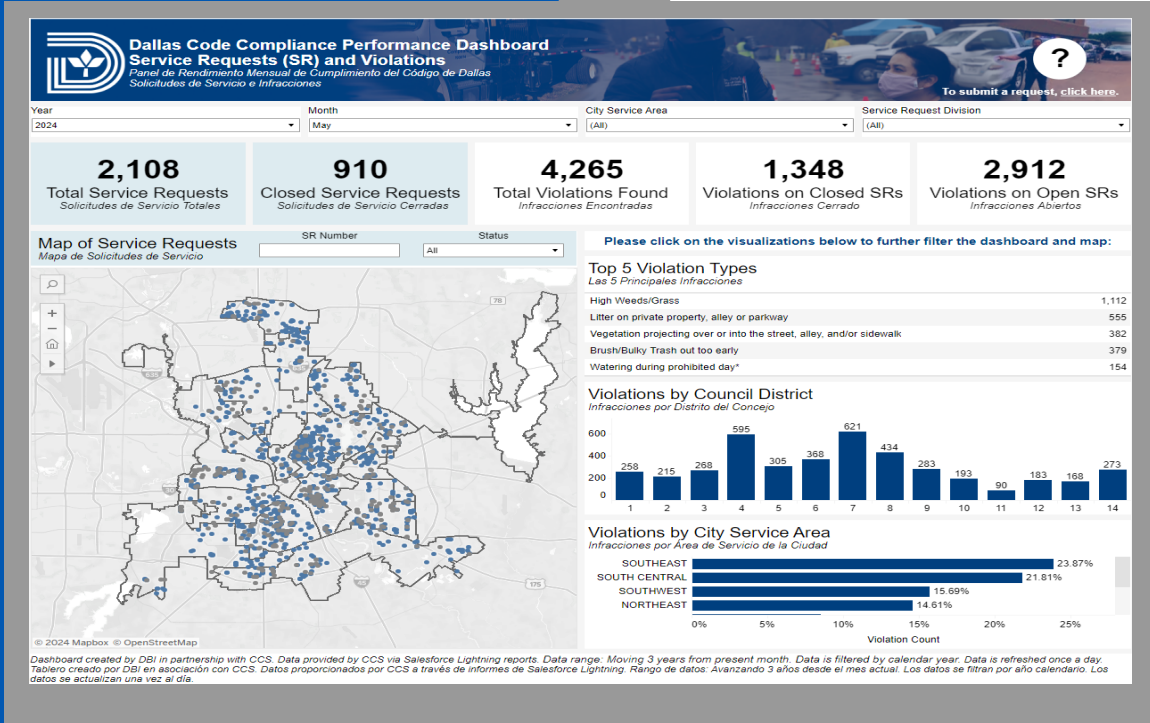 Dallas Code Compliance Performance Dashboard
Service Requests (SR) and Violations
Panel de Rendimiento Mensual de Cumplimiento del Código de Dallas
Solicitudes de Servicio e Infracciones
?
To submit a request, click here.
Year
2024
Month
May
City Service Area
(All)
Service Request Division
(All)
2,108
Total Service Requests
Solicitudes de Servicio Totales
910
Closed Service Requests
Solicitudes de Servicio Cerradas
4,265
Total Violations Found
Infracciones Encontradas
1,348
Violations on Closed SRs
Infracciones Cerrado
2,912
Violations on Open SRs
Infracciones Abiertos
Map of Service Requests
Mapa de Solicitudes de Servicio
SR Number
Status
All
78
635
175
© 2024 Mapbox © OpenStreetMap
Please click on the visualizations below to further filter the dashboard and map:
Top 5 Violation Types
Las 5 Principales Infracciones
High Weeds/Grass 1,112
Litter on private property, alley or parkway 555
Vegetation projecting over or into the street, alley, and/or sidewalk 382
Brush/Bulky Trash out too early 379
Watering during prohibited day* 154
Violations by Council District
Infracciones por Distrito del Concejo
600
400
200
0
258 215 268 595 305 368 621 434 283 193 90 183 168 273
1 2 3 4 5 6 7 8 9 10 11 12 13 14
Violations by City Service Area
Infracciones por Área de Servicio de la Ciudad
SOUTHEAST 23.87%
SOUTH CENTRAL 21.81%
SOUTHWEST 15.69%
NORTHEAST 14.61%
0% 5% 10% 15% 20% 25%
Violation Count
Dashboard created by DBI in partnership with CCS. Data provided by CCS via Salesforce Lightning reports. Data range: Moving 3 years from present month. Data is filtered by calendar year. Data is refreshed once a day.
Tablero creado por DBI en asociación con CCS. Datos proporcionados por CCS a través de informes de Salesforce Lightning. Rango de datos: Avanzando 3 años desde el mes actual. Los datos se filtran por año calendario. Los
datos se actualizan una vez al día.